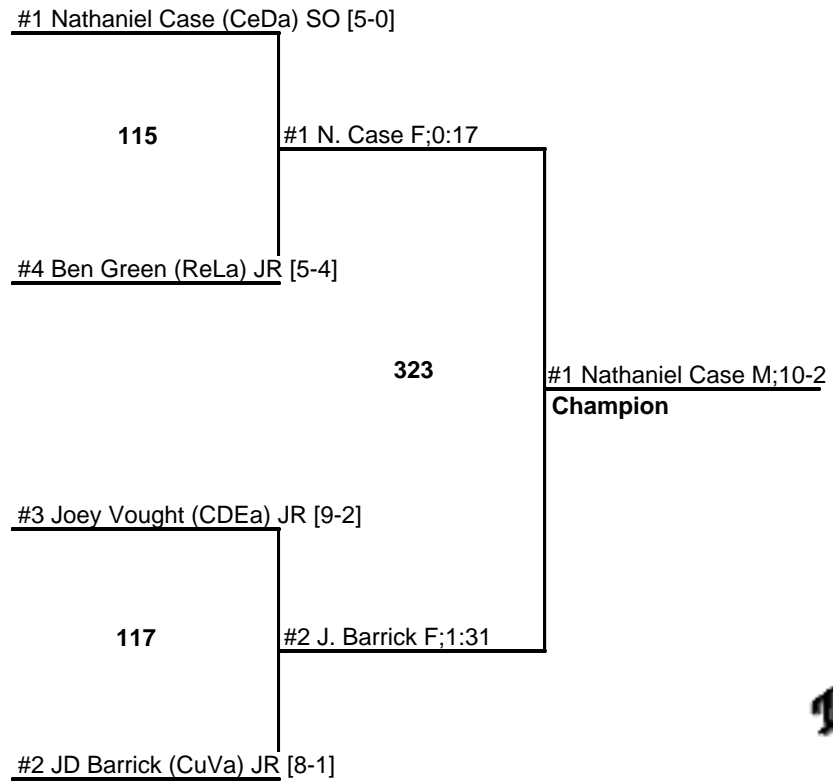 #1 Nathaniel Case (CeDa) SO [5-0]
115
#1 N. Case F;0:17
#4 Ben Green (ReLa) JR [5-4]
323
#1 Nathaniel Case M;10-2
Champion
#3 Joey Vought (CDEa) JR [9-2]
117
#2 J. Barrick F;1:31
#2 JD Barrick (CuVa) JR [8-1]